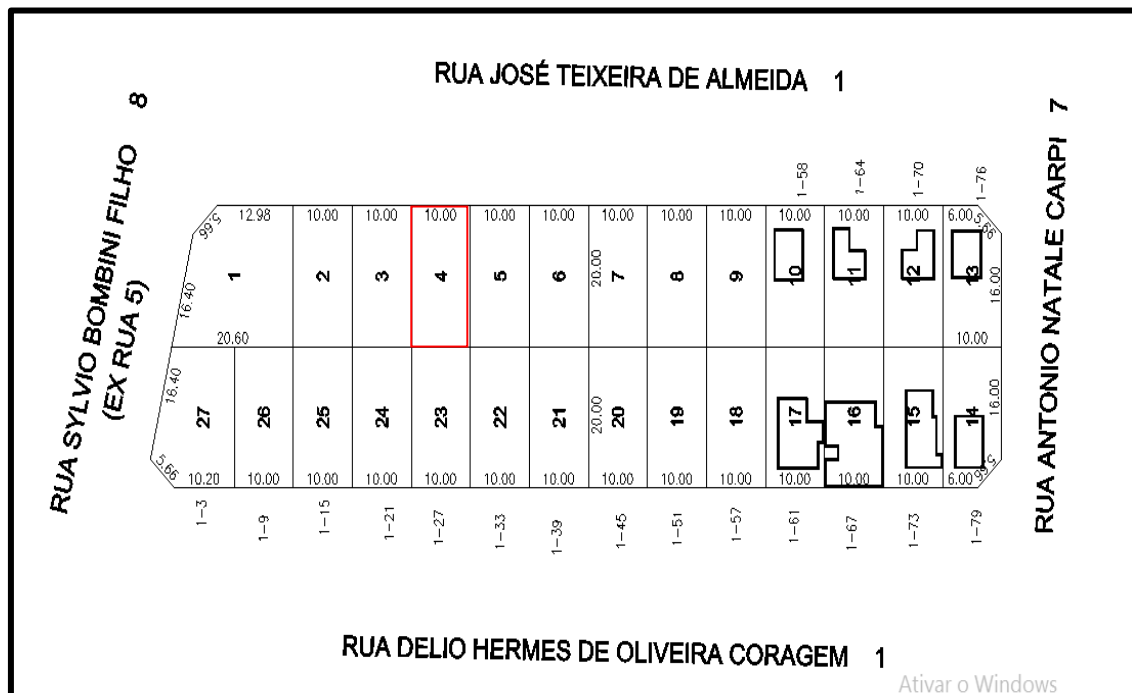 RUA JOSÉ TEIXEIRA DE ALMEIDA 1
RUA SYLVIO BOMBINI FILHO 8
(EX RUA 5)
RUA ANTONIO NATALE CARPI 7
1-58 1-64 1-70 1-76
5.66 12.98 10.00 10.00 10.00 10.00 10.00 10.00 10.00 10.00 10.00 10.00 10.00 6.00 5.66
1 2 3 4 5 6 7 8 9 10 11 12 13
16.40 20.00 16.00
20.60 10.00
16.40 20.00 16.00
27 26 25 24 23 22 21 20 19 18 17 16 15 14
5.66 10.20 10.00 10.00 10.00 10.00 10.00 10.00 10.00 10.00 10.00 10.00 10.00 10.00 6.00 5.66
1-3 1-9 1-15 1-21 1-27 1-33 1-39 1-45 1-51 1-57 1-61 1-67 1-73 1-79
RUA DELIO HERMES DE OLIVEIRA CORAGEM 1
Ativar o Windows